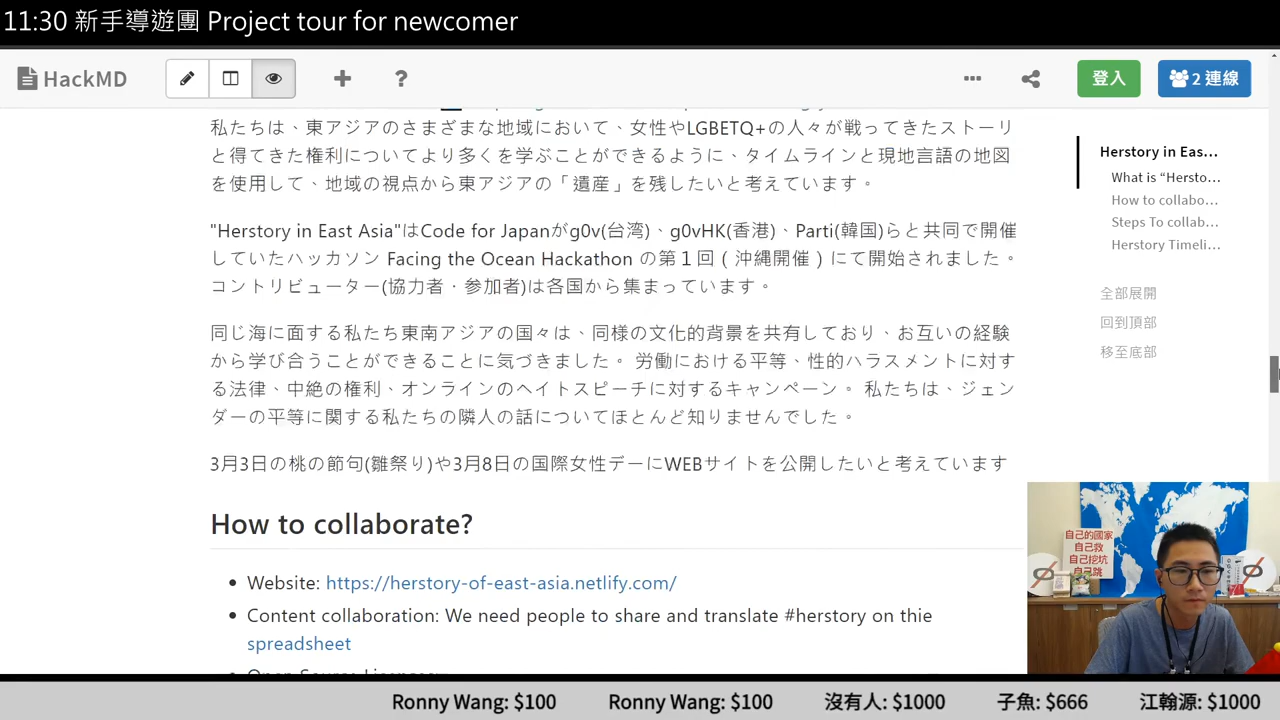 11:30 新手導遊團 Project tour for newcomer
HackMD
登入
2 連線
私たちは、東アジアのさまざまな地域において、女性やLGBETQ+の人々が戦ってきたストーリ
と得てきた権利についてより多くを学ぶことができるように、タイムラインと現地言語の地図
を使用して、地域の視点から東アジアの「遺産」を残したいと考えています。
"Herstory in East Asia"はCode for Japanがg0v(台湾)、g0vHK(香港)、Parti(韓国)らと共同で開催
していたハッカソン Facing the Ocean Hackathon の第１回（沖縄開催）にて開始されました。
コントリビューター(協力者・参加者)は各国から集まっています。
同じ海に面する私たち東南アジアの国々は、同様の文化的背景を共有しており、お互いの経験
から学び合うことができることに気づきました。 労働における平等、性的ハラスメントに対す
る法律、中絶の権利、オンラインのヘイトスピーチに対するキャンペーン。 私たちは、ジェン
ダーの平等に関する私たちの隣人の話についてほとんど知りませんでした。
3月3日の桃の節句(雛祭り)や3月8日の国際女性デーにWEBサイトを公開したいと考えています
How to collaborate?
• Website: https://herstory-of-east-asia.netlify.com/
• Content collaboration: We need people to share and translate #herstory on thie
spreadsheet
Herstory in Eas...
What is “Hersto...
How to collabo...
Steps To collab...
Herstory Timeli...
全部展開
回到頂部
移至底部
自己的國家
自己救
自己挖坑
自己跳
Ronny Wang: $100 Ronny Wang: $100 沒有人: $1000 子魚: $666 江翰源: $1000